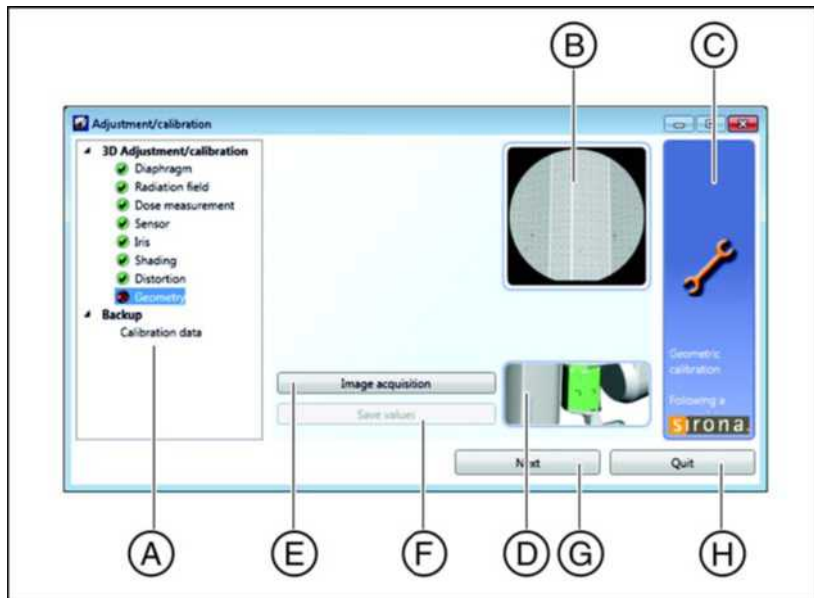 B
C
Adjustment/calibration
3D Adjustment/calibration
Diaphragm
Radiation field
Dose measurement
Sensor
Iris
Shading
Distortion
Geometry
Backup
Calibration data
Image acquisition
Save values
Geometric
calibration
Following a
sirona.
Next
Quit
A
E
F
D
G
H